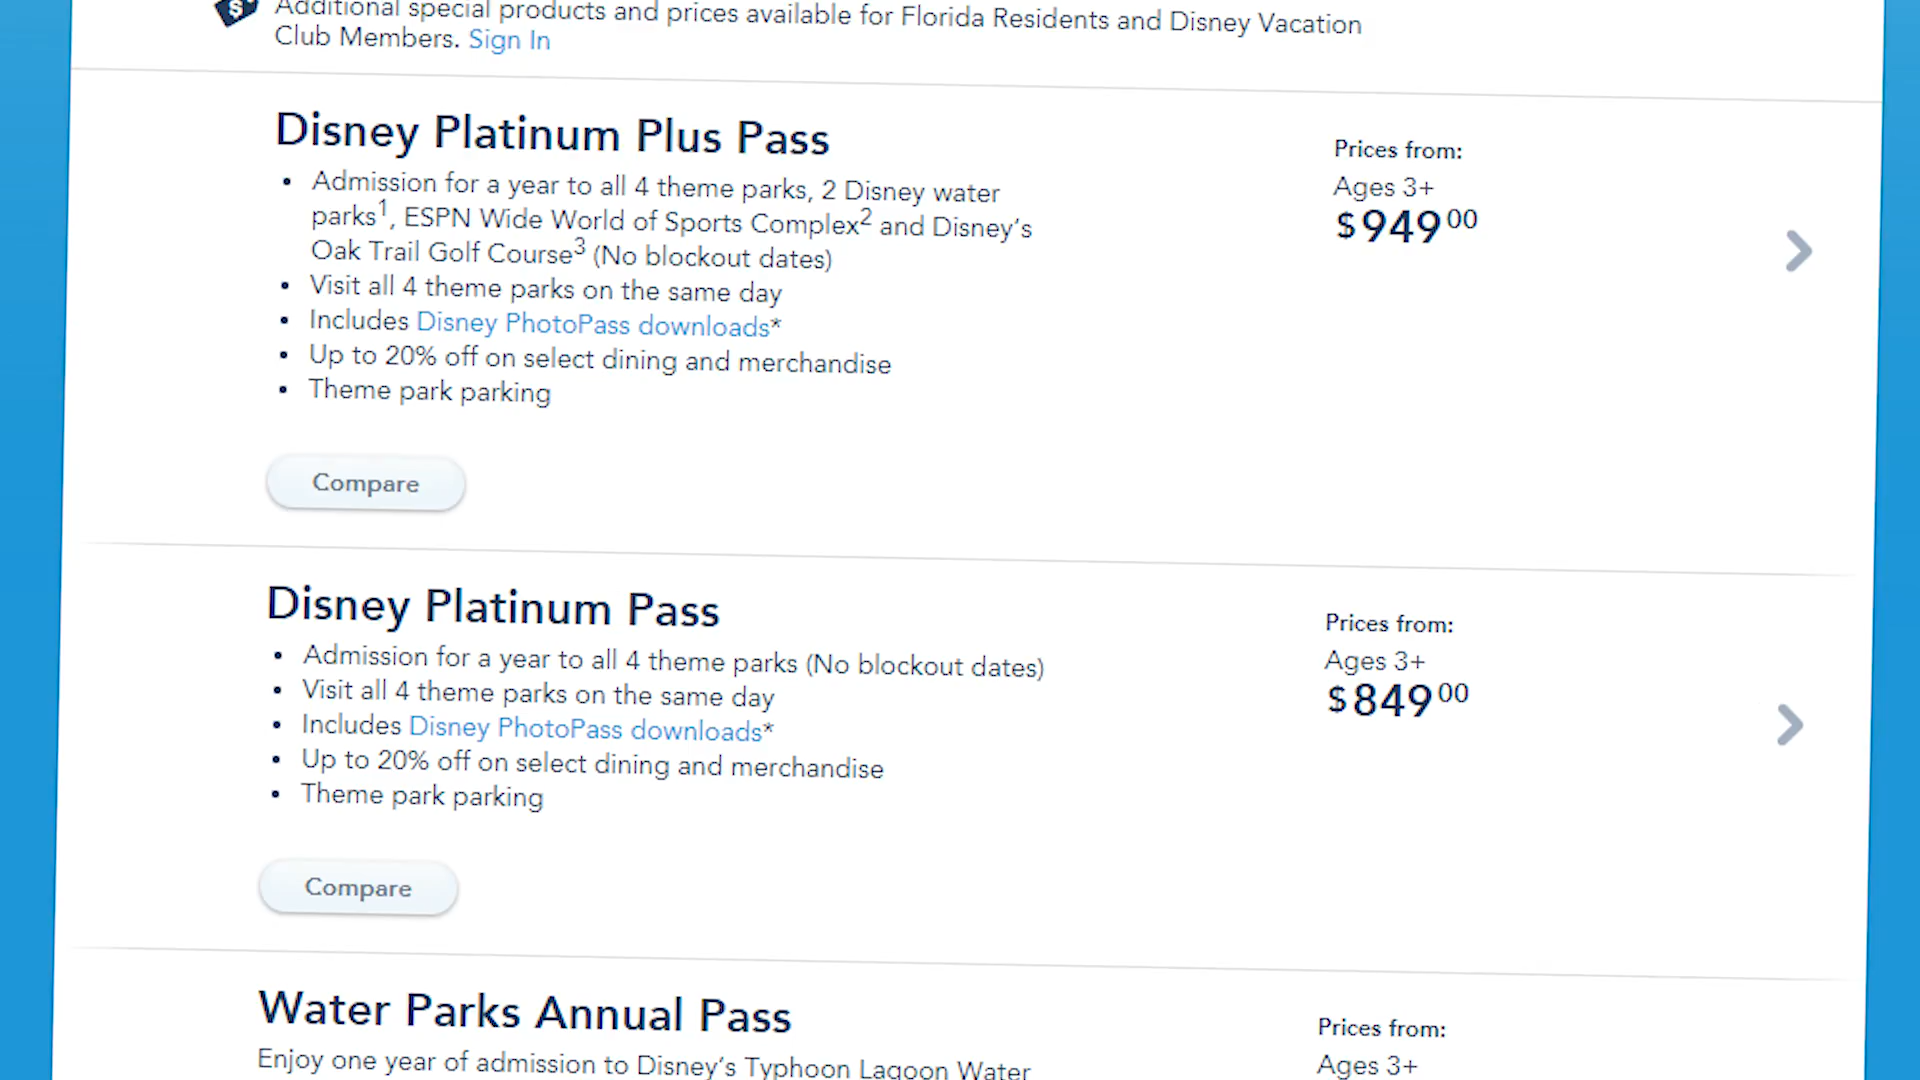 Additional special products and prices available for Florida Residents and Disney Vacation
Club Members. Sign In
Disney Platinum Plus Pass
• Admission for a year to all 4 theme parks, 2 Disney water
parks1, ESPN Wide World of Sports Complex2 and Disney's
Oak Trail Golf Course3 (No blockout dates)
• Visit all 4 theme parks on the same day
• Includes Disney PhotoPass downloads*
• Up to 20% off on select dining and merchandise
• Theme park parking
Prices from:
Ages 3+
$949 00
Compare
Disney Platinum Pass
• Admission for a year to all 4 theme parks (No blockout dates)
• Visit all 4 theme parks on the same day
• Includes Disney PhotoPass downloads*
• Up to 20% off on select dining and merchandise
• Theme park parking
Prices from:
Ages 3+
$849 00
Compare
Water Parks Annual Pass
Enjoy one year of admission to Disney's Typhoon Lagoon Water
Prices from:
Ages 3+